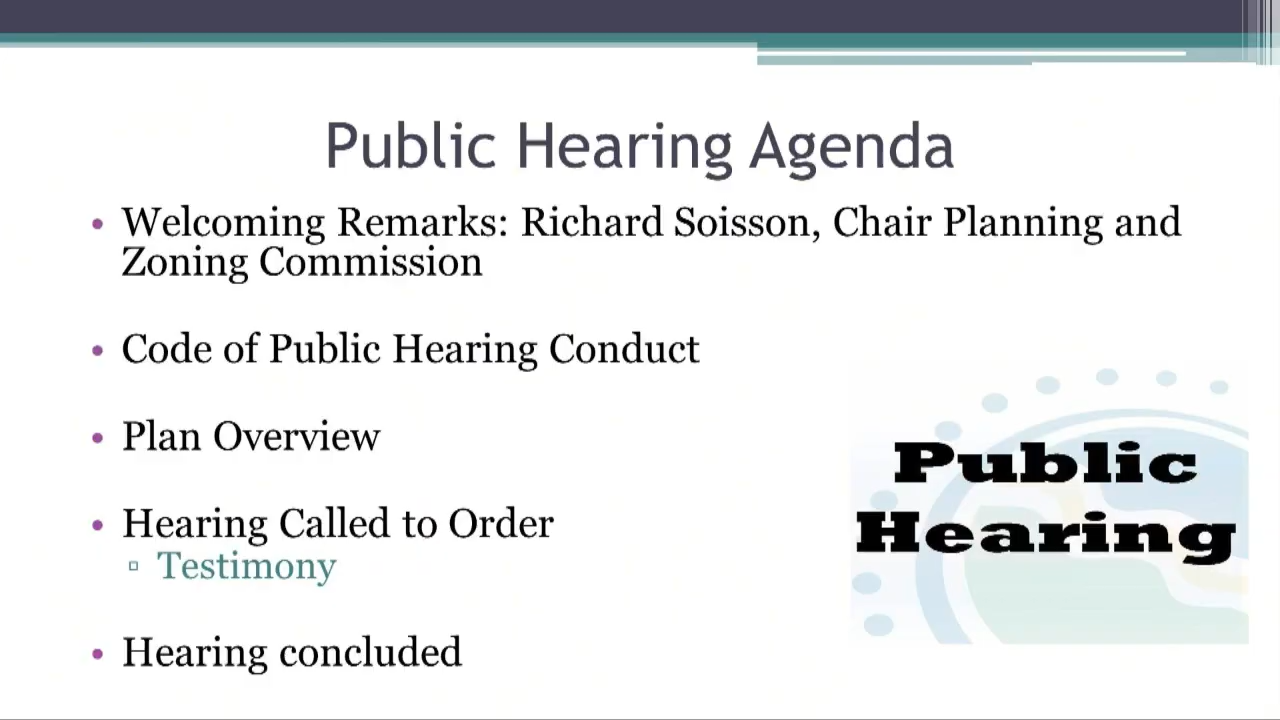 Public Hearing Agenda
• Welcoming Remarks: Richard Soisson, Chair Planning and
Zoning Commission
• Code of Public Hearing Conduct
• Plan Overview
• Hearing Called to Order
▫ Testimony
• Hearing concluded
Public
Hearing